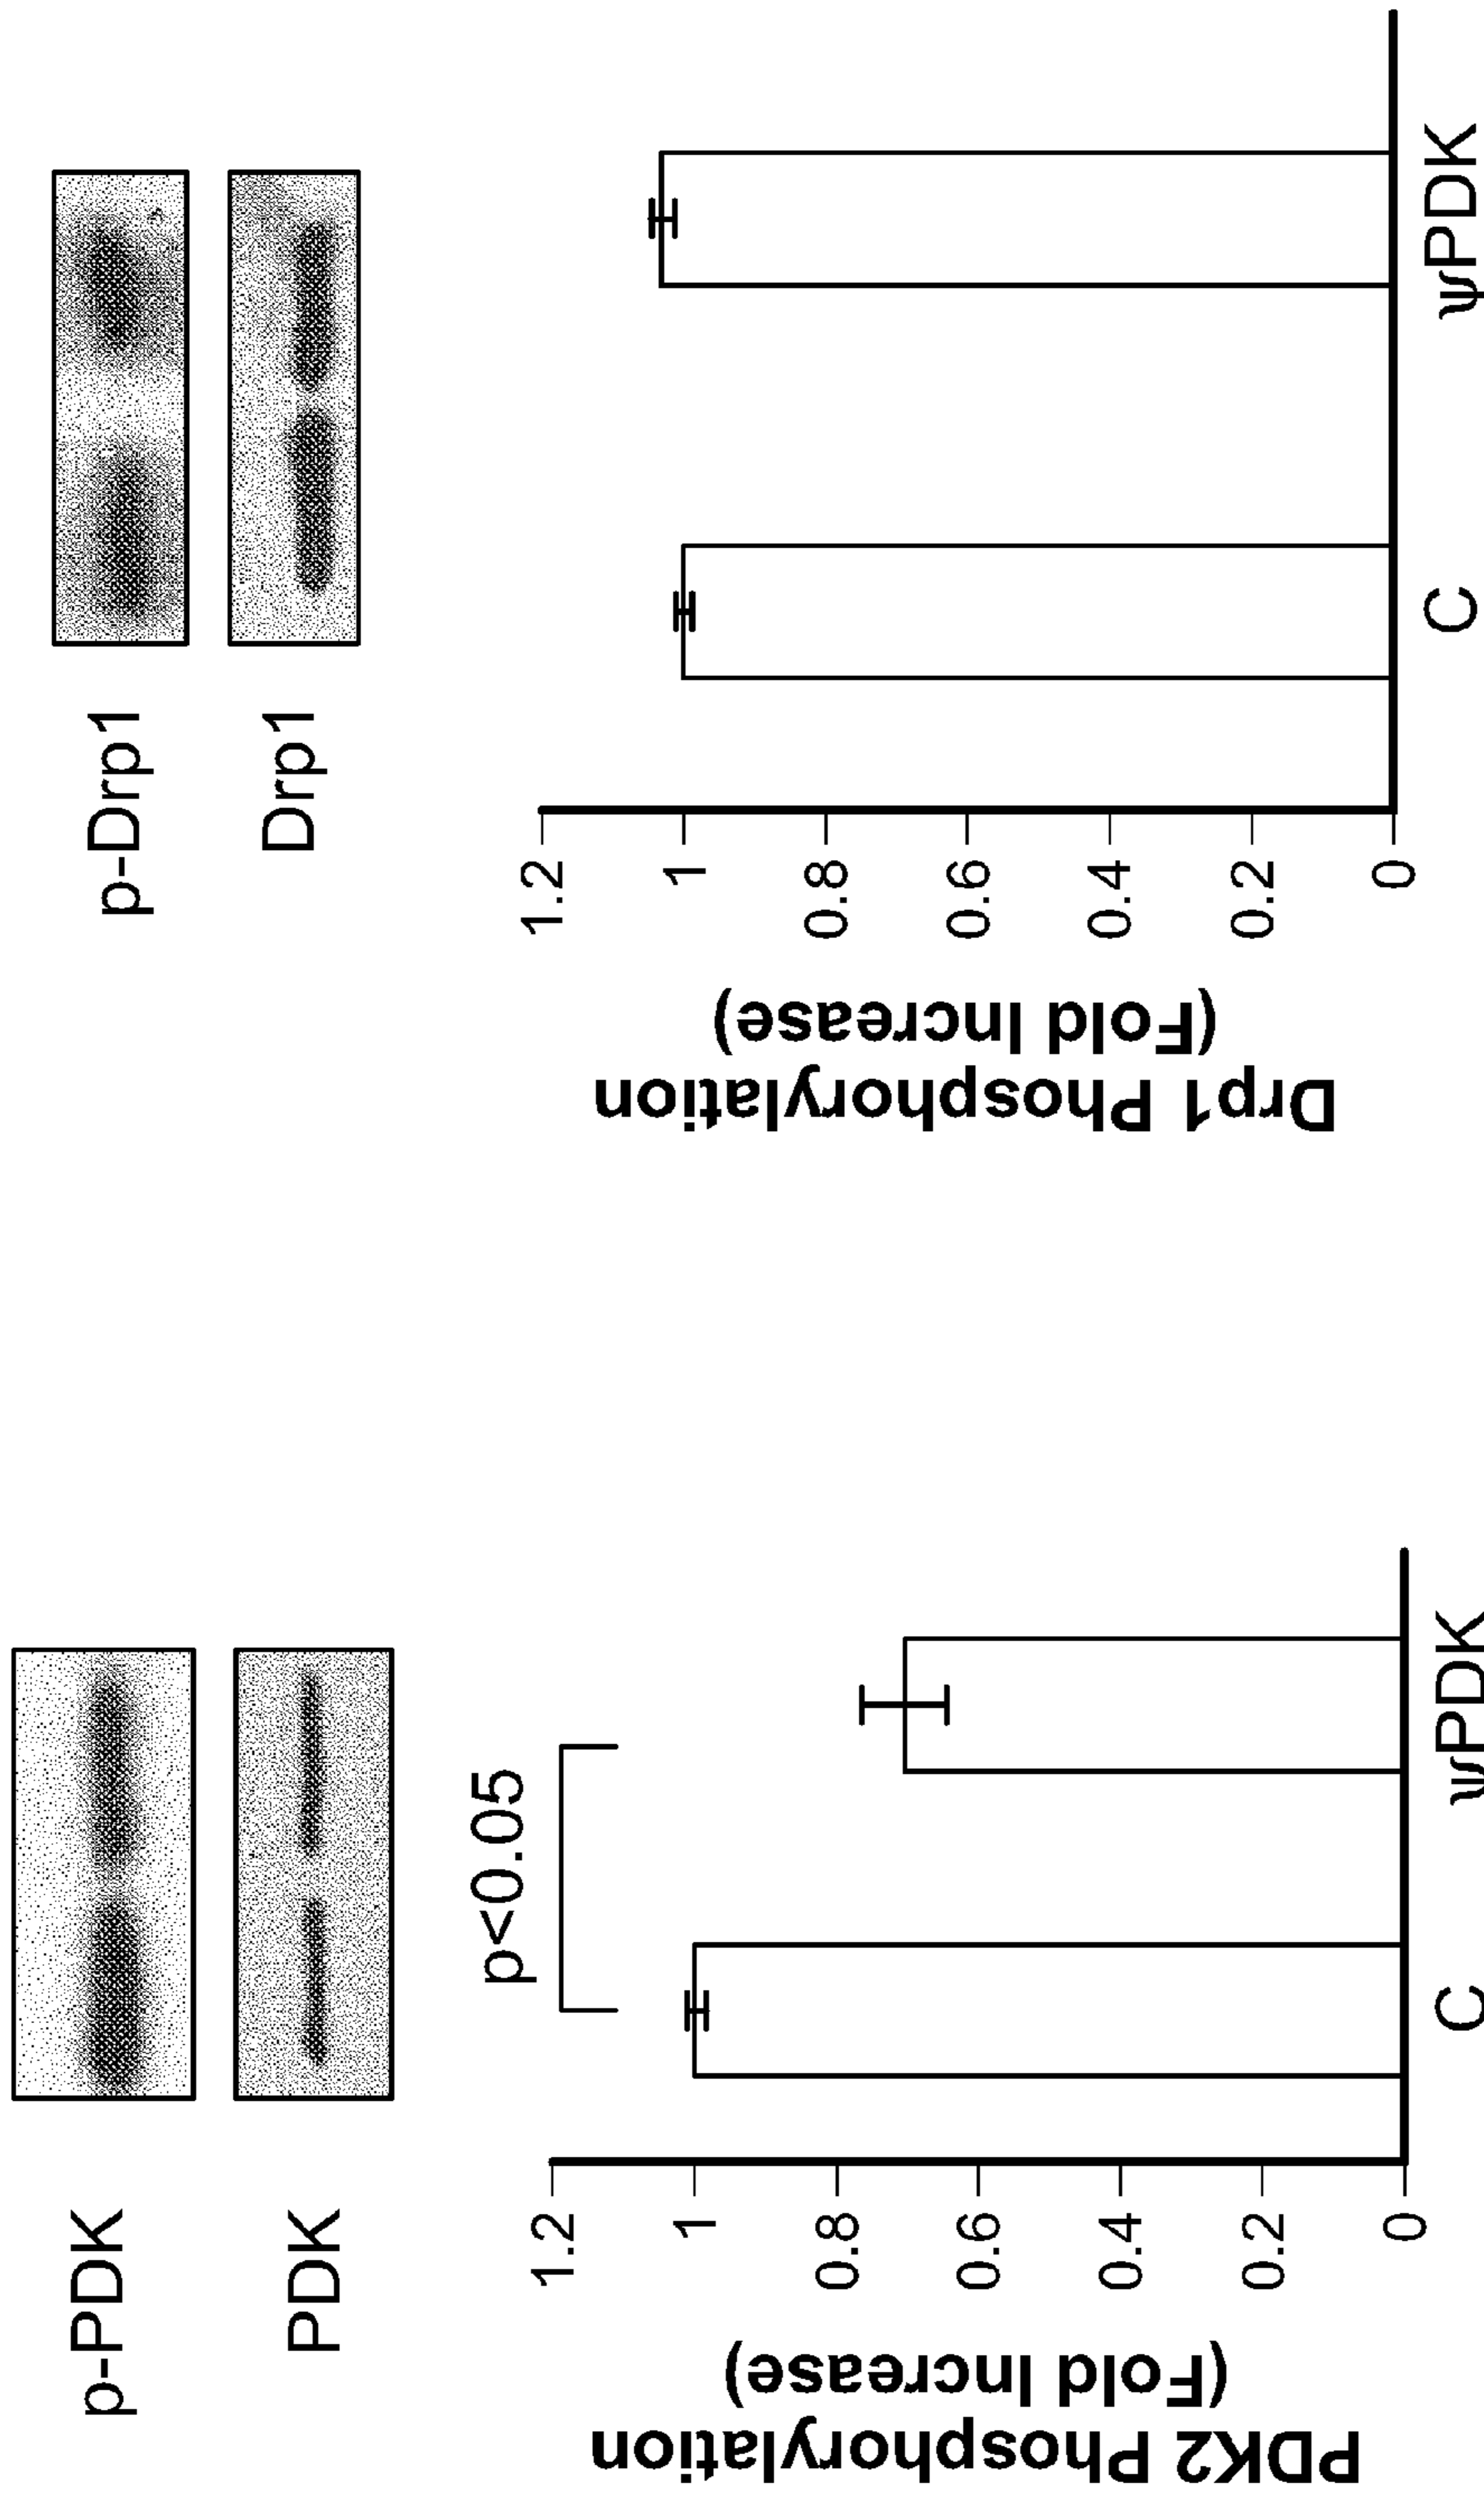 p-PDK
PDK
p<0.05
PDK2 Phosphorylation
(Fold Increase)
1.2
1
0.8
0.6
0.4
0.2
0
C
ψPDK
p-Drp1
Drp1
Drp1 Phosphorylation
(Fold Increase)
1.2
1
0.8
0.6
0.4
0.2
0
C
ψPDK